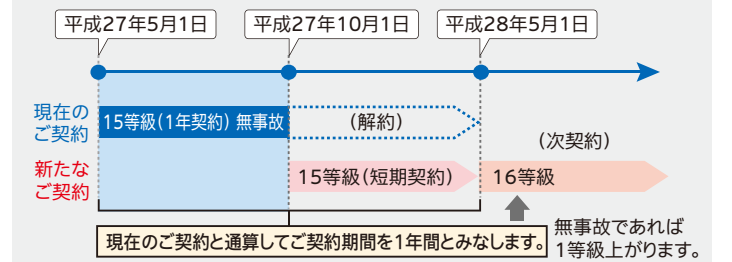 平成27年5月1日
平成27年10月1日
平成28年5月1日
現在の
ご契約
15等級(1年契約) 無事故
(解約)
(次契約)
新たな
ご契約
15等級(短期契約)
16等級
現在のご契約と通算してご契約期間を1年間とみなします。
無事故であれば
1等級上がります。